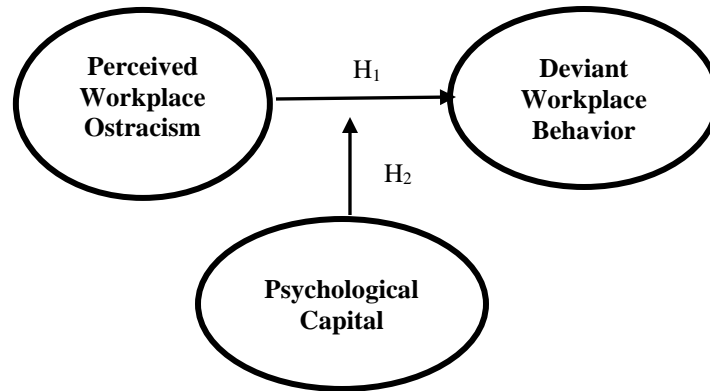 Perceived
Workplace
Ostracism
H₁
Deviant
Workplace
Behavior
H₂
Psychological
Capital